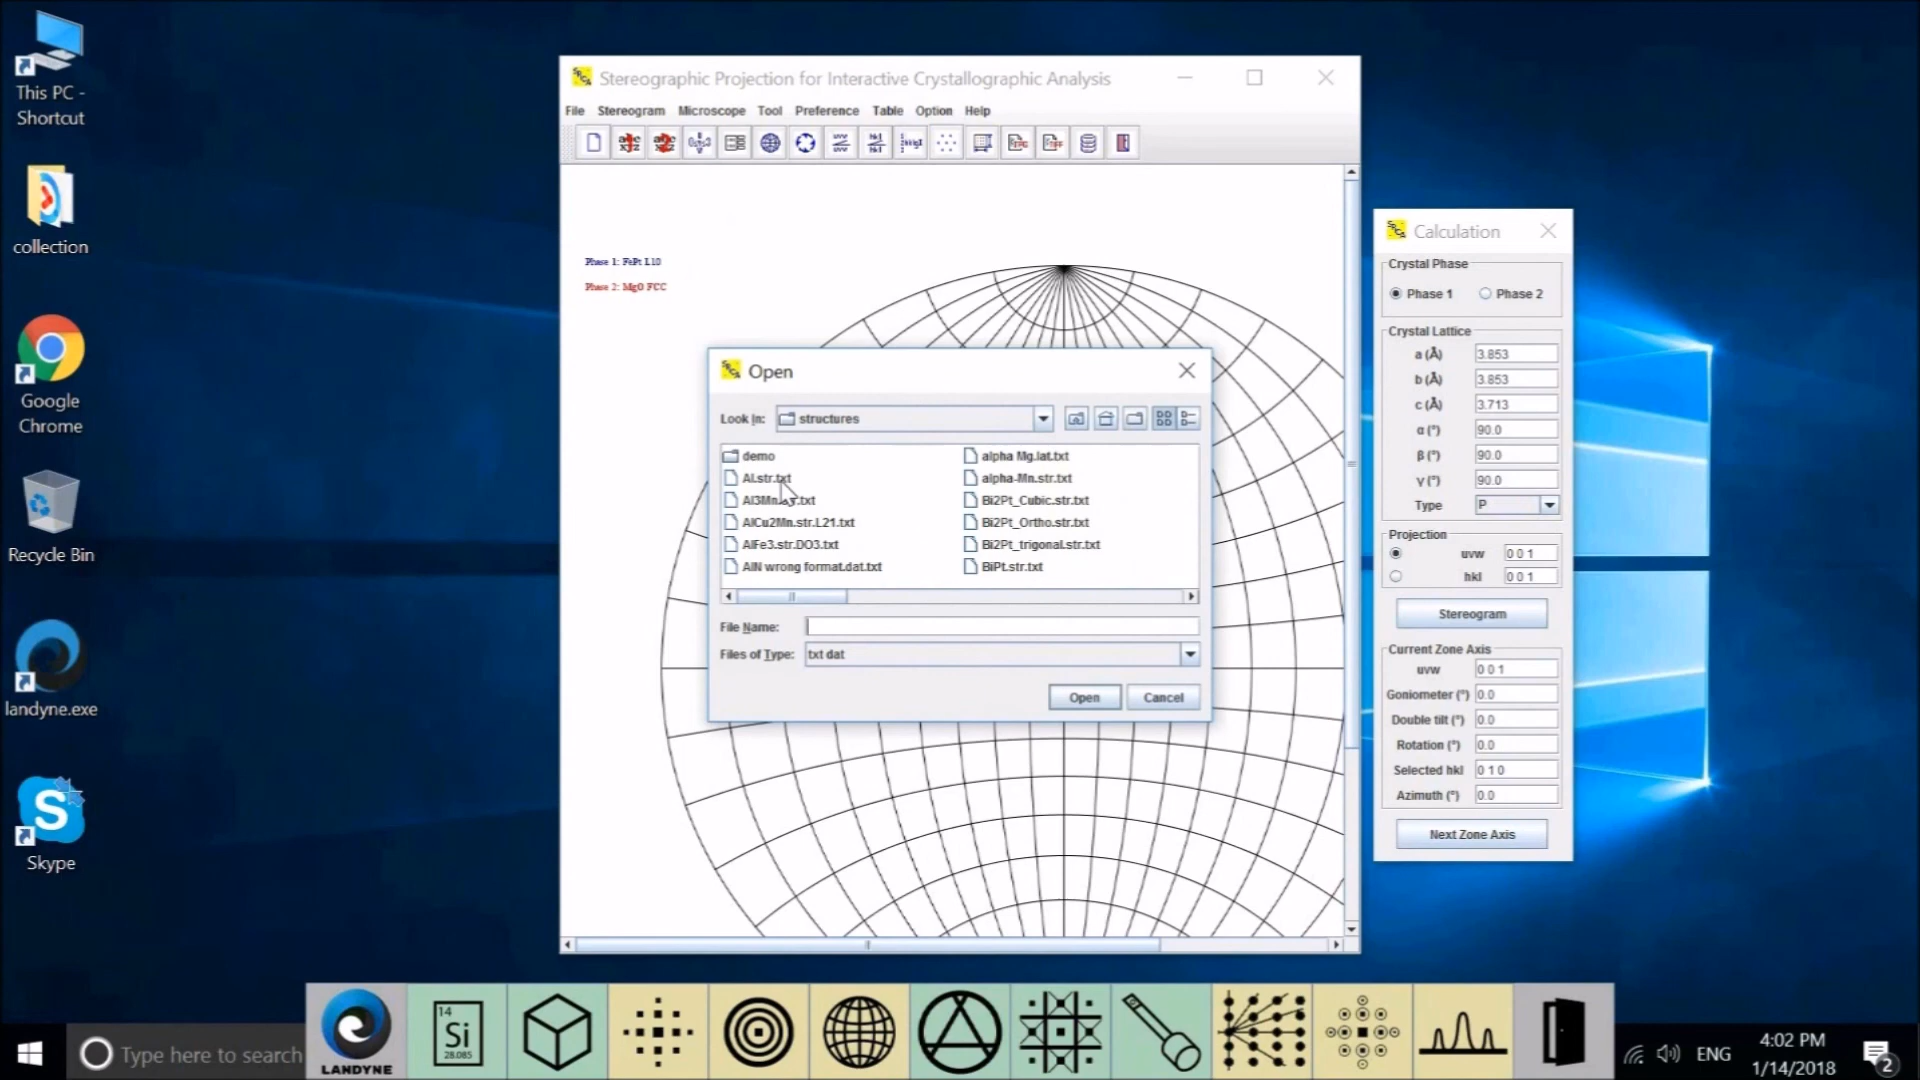 This PC -
Shortcut
collection
Google
Chrome
Recycle Bin
landyne.exe
Skype
Stereographic Projection for Interactive Crystallographic Analysis
File Stereogram Microscope Tool Preference Table Option Help
Phase 1: FePt L10
Phase 2: MgO FCC
Open
Look In: structures
demo
Al.str.txt
AlCu2Mn.str.L21.txt
AlFe3.str.DO3.txt
AlN wrong format.dat.txt
alpha Mg.lat.txt
alpha-Mn.str.txt
Bi2Pt_Cubic.str.txt
Bi2Pt_Ortho.str.txt
Bi2Pt_trigonal.str.txt
BiPt.str.txt
File Name:
Files of Type: txt dat
Open Cancel
Calculation
Crystal Phase
Phase 1 Phase 2
Crystal Lattice
a (Å) 3.853
b (Å) 3.853
c (Å) 3.713
α (°) 90.0
β (°) 90.0
γ (°) 90.0
Type P
Projection
uvw 0 0 1
hkl 0 0 1
Stereogram
Current Zone Axis
uvw 0 0 1
Goniometer (°) 0.0
Double tilt (°) 0.0
Rotation (°) 0.0
Selected hkl 0 1 0
Azimuth (°) 0.0
Next Zone Axis
Type here to search
LANDYNE
14
Si
28.085
ENG
4:02 PM
1/14/2018
2